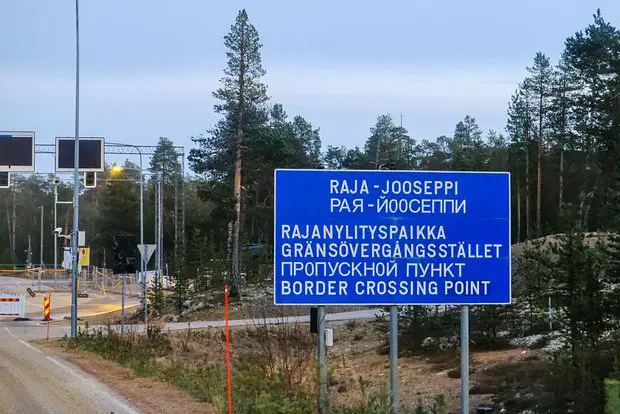 RAJA-JOOSEPPI
РАЯ-ЙООСЕППИ
RAJANYLITYSPAIKKA
GRÄNSÖVERGÅNGSSTÄLLET
ПРОПУСКНОЙ ПУНКТ
BORDER CROSSING POINT